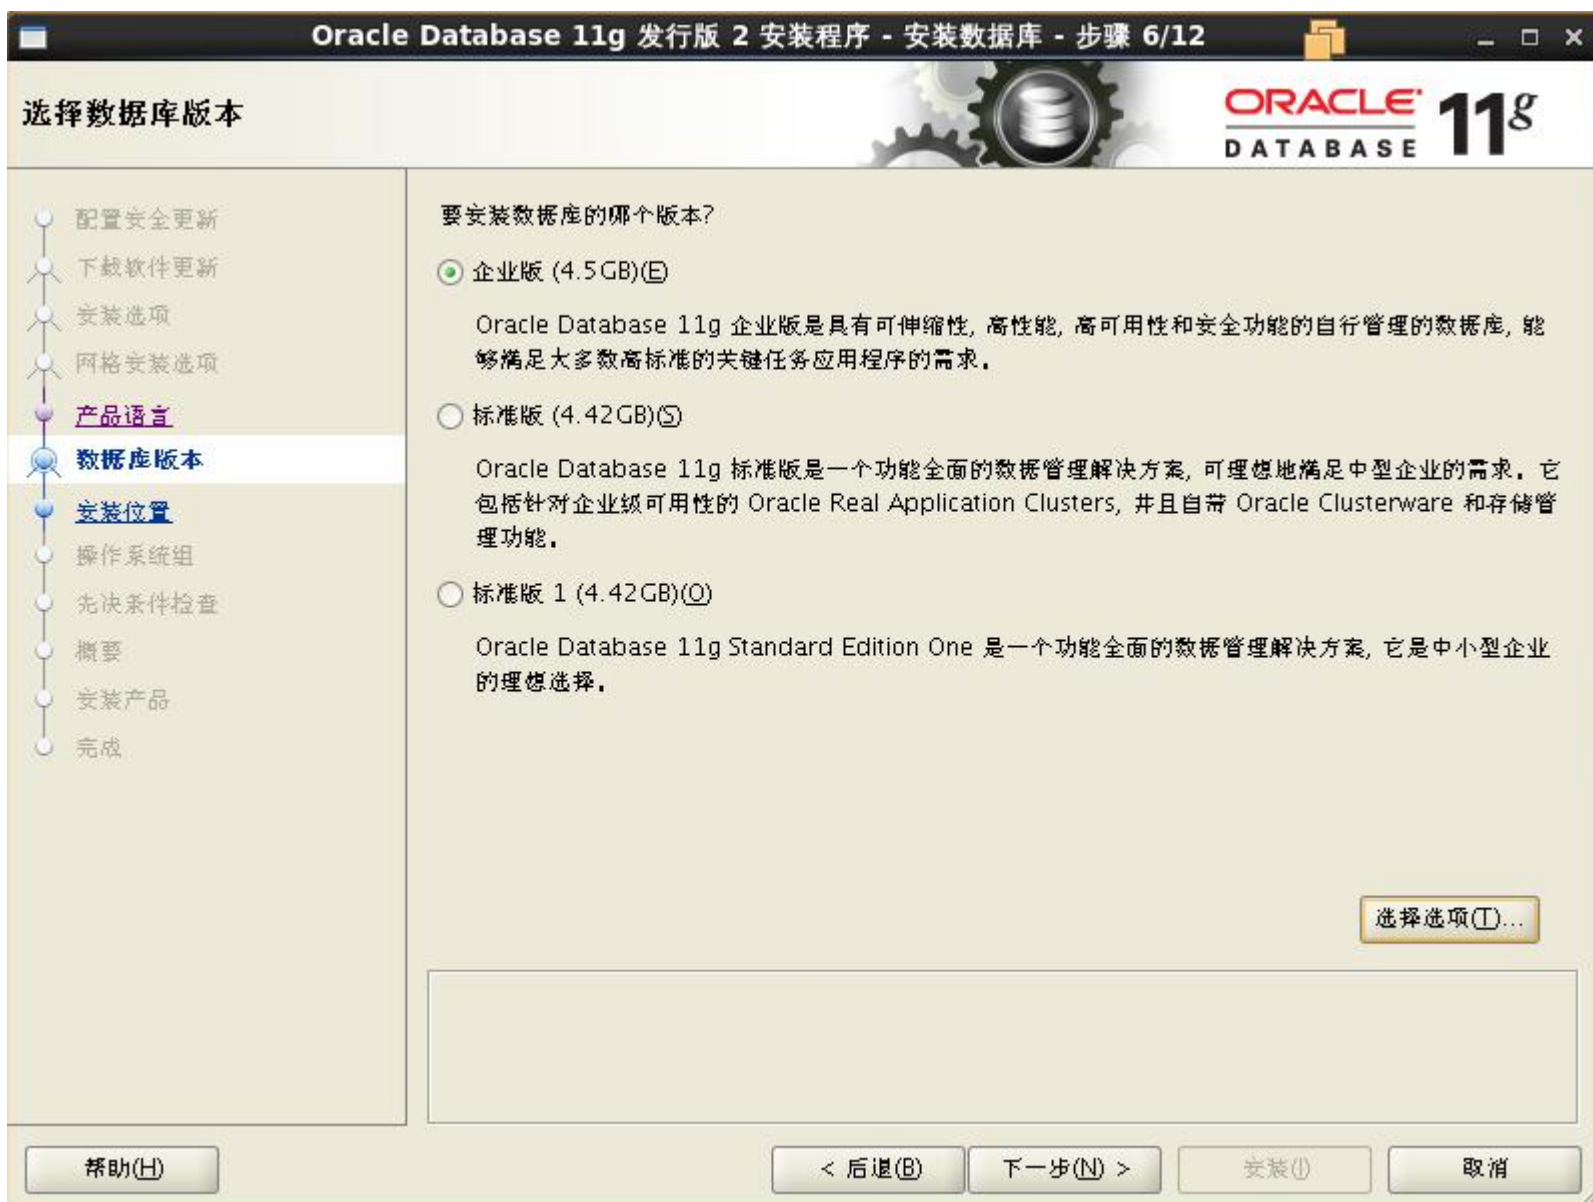 Oracle Database 11g 发行版 2 安装程序 - 安装数据库 - 步骤 6/12
选择数据库版本
ORACLE
DATABASE
11g
配置安全更新
下载软件更新
安装选项
网格安装选项
产品语言
数据库版本
安装位置
操作系统组
先决条件检查
概要
安装产品
完成
要安装数据库的哪个版本?
企业版 (4.5GB)(E)
Oracle Database 11g 企业版是具有可伸缩性, 高性能, 高可用性和安全功能的自行管理的数据库, 能
够满足大多数高标准的关键任务应用程序的需求。
标准版 (4.42GB)(S)
Oracle Database 11g 标准版是一个功能全面的数据管理解决方案, 可理想地满足中型企业的需求。它
包括针对企业级可用性的 Oracle Real Application Clusters, 并且自带 Oracle Clusterware 和存储管
理功能。
标准版 1 (4.42GB)(O)
Oracle Database 11g Standard Edition One 是一个功能全面的数据管理解决方案, 它是中小型企业
的理想选择。
选择选项(T)...
帮助(H)
< 后退(B)
下一步(N) >
安装(I)
取消